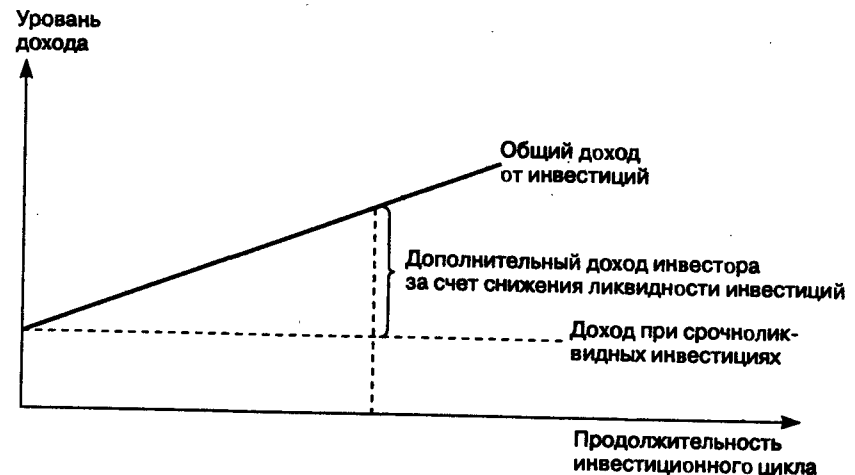 Уровань
дохода
Общий доход
от инвестиций
Дополнительный доход инвестора
за счет снижения ликвидности инвестиций
Доход при срочнолик-
видных инвестициях
Продолжительность
инвестиционного цикла